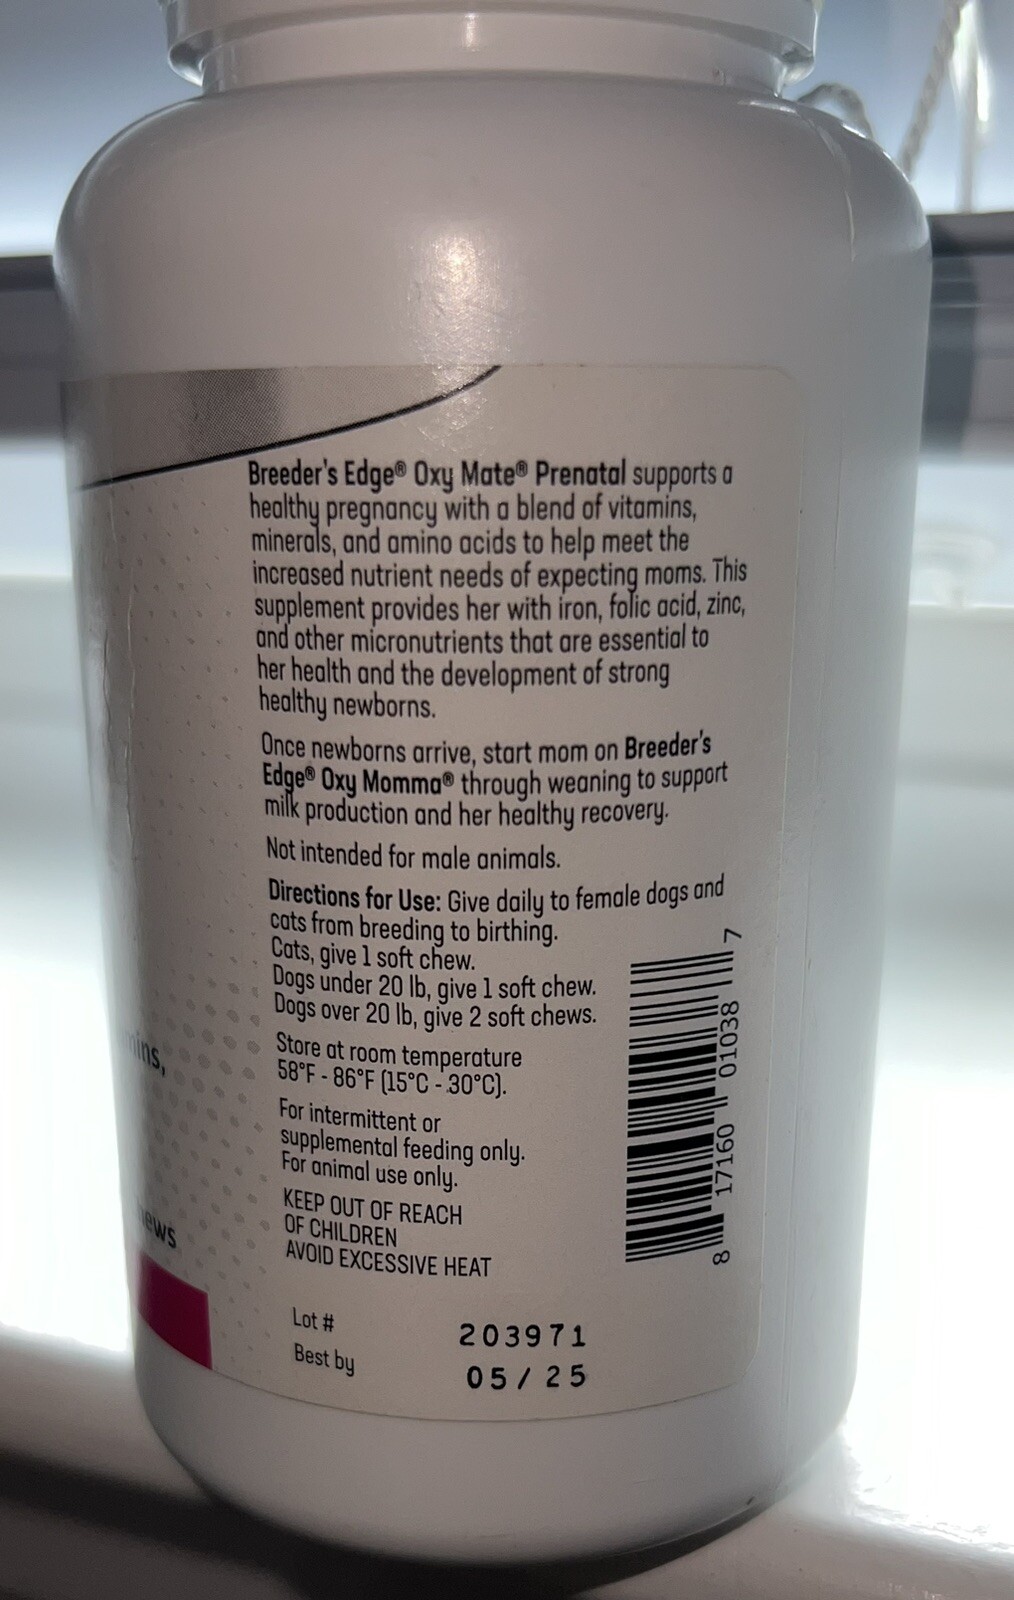 Breeder's Edge® Oxy Mate® Prenatal supports a
healthy pregnancy with a blend of vitamins,
minerals, and amino acids to help meet the
increased nutrient needs of expecting moms. This
supplement provides her with iron, folic acid, zinc,
and other micronutrients that are essential to
her health and the development of strong
healthy newborns.
Once newborns arrive, start mom on Breeder's
Edge® Oxy Momma® through weaning to support
milk production and her healthy recovery.
Not intended for male animals.
Directions for Use: Give daily to female dogs and
cats from breeding to birthing.
Cats, give 1 soft chew.
Dogs under 20 lb, give 1 soft chew.
Dogs over 20 lb, give 2 soft chews.
Store at room temperature
58°F - 86°F (15°C - 30°C).
For intermittent or
supplemental feeding only.
For animal use only.
KEEP OUT OF REACH
OF CHILDREN
AVOID EXCESSIVE HEAT
8 17160 01038 7
Lot # 203971
Best by 05/25